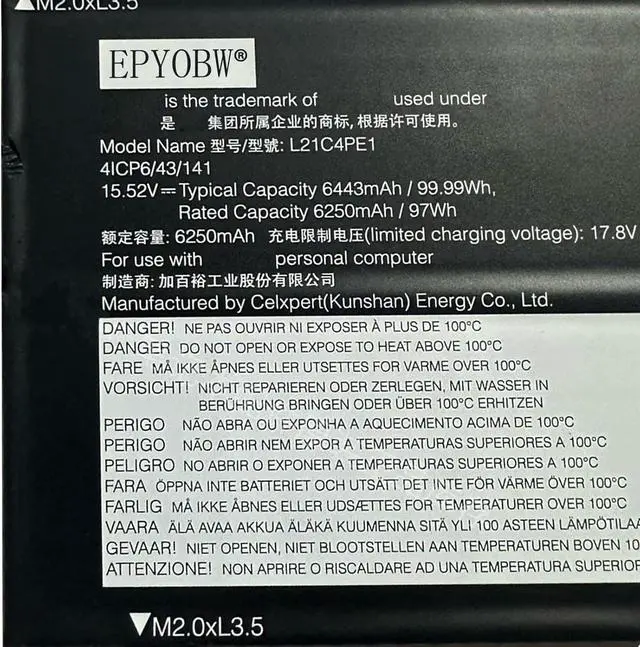 ▲M2.0xL3.5
EPYOBW®
is the trademark of used under
是 集团所属企业的商标,根据许可使用。
Model Name 型号/型號: L21C4PE1
4ICP6/43/141
15.52V⎓Typical Capacity 6443mAh / 99.99Wh,
Rated Capacity 6250mAh / 97Wh
额定容量: 6250mAh 充电限制电压(limited charging voltage): 17.8V
For use with personal computer
制造商: 加百裕工业股份有限公司
Manufactured by Celxpert(Kunshan) Energy Co., Ltd.
DANGER! NE PAS OUVRIR NI EXPOSER À PLUS DE 100°C
DANGER DO NOT OPEN OR EXPOSE TO HEAT ABOVE 100°C
FARE MÅ IKKE ÅPNES ELLER UTSETTES FOR VARME OVER 100°C
VORSICHT! NICHT REPARIEREN ODER ZERLEGEN, MIT WASSER IN
BERÜHRUNG BRINGEN ODER ÜBER 100°C ERHITZEN
PERIGO NÃO ABRA OU EXPONHA A AQUECIMENTO ACIMA DE 100°C
PERIGO NÃO ABRIR NEM EXPOR A TEMPERATURAS SUPERIORES A 100°C
PELIGRO NO ABRIR O EXPONER A TEMPERATURAS SUPERIORES A 100°C
FARA ÖPPNA INTE BATTERIET OCH UTSÄTT DET INTE FÖR VÄRME ÖVER 100°C
FARLIG MÅ IKKE ÅBNES ELLER UDSÆTTES FOR TEMPERATURER OVER 100°C
VAARA ÄLÄ AVAA AKKUA ÄLÄKÄ KUUMENNA SITÄ YLI 100 ASTEEN LÄMPÖTILAA
GEVAAR! NIET OPENEN, NIET BLOOTSTELLEN AAN TEMPERATUREN BOVEN 10
ATTENZIONE! NON APRIRE O RISCALDARE AD UNA TEMPERATURA SUPERIOR
▼M2.0xL3.5